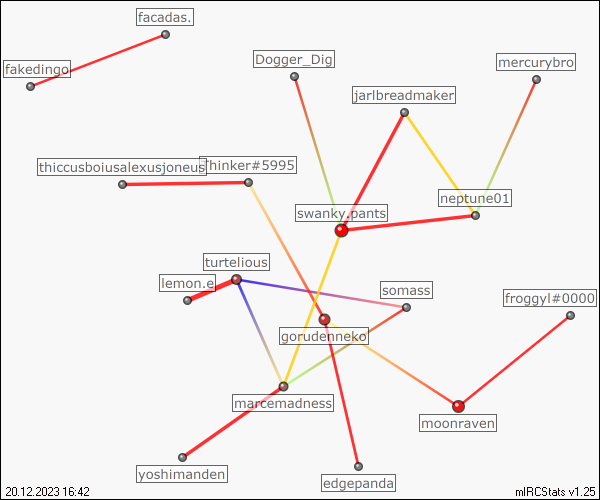 facadas.
fakedingo
Dogger_Dig
mercurybro
jarlbreadmaker
thiccusboiusalexusjoneus
Thinker#5995
neptune01
swanky.pants
turtelious
lemon.e
somass
froggyl#0000
gorudenneko
marcemadness
moonraven
yoshimanden
edgepanda
20.12.2023 16:42
mIRCStats v1.25